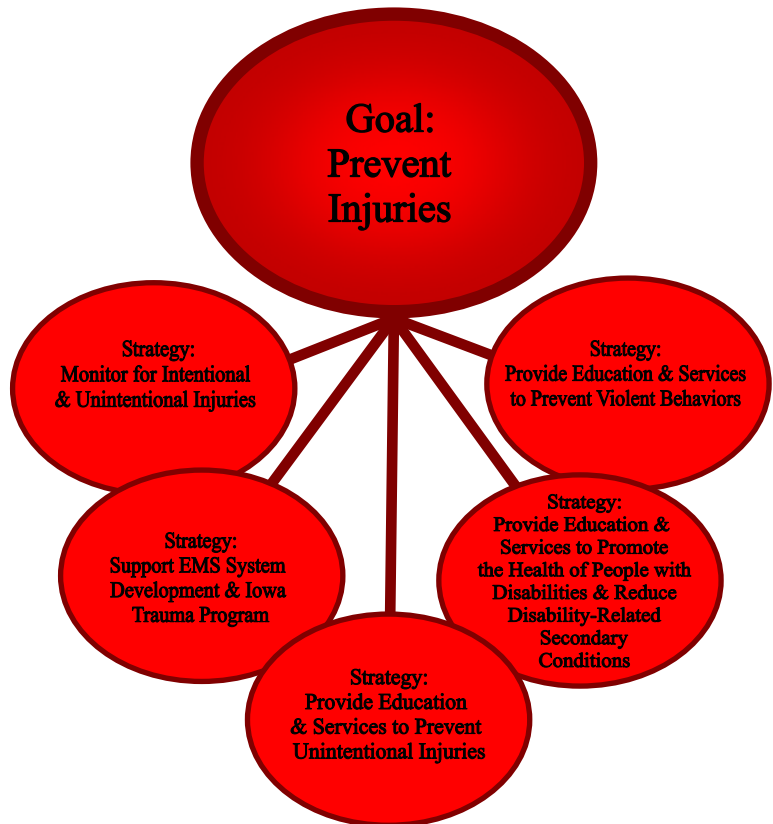 Goal:
Prevent
Injuries
Strategy:
Monitor for Intentional
& Unintentional Injuries
Strategy:
Provide Education & Services
to Prevent Violent Behaviors
Strategy:
Support EMS System
Development & Iowa
Trauma Program
Strategy:
Provide Education &
Services to Promote
the Health of People with
Disabilities & Reduce
Disability-Related
Secondary
Conditions
Strategy:
Provide Education
& Services to Prevent
Unintentional Injuries